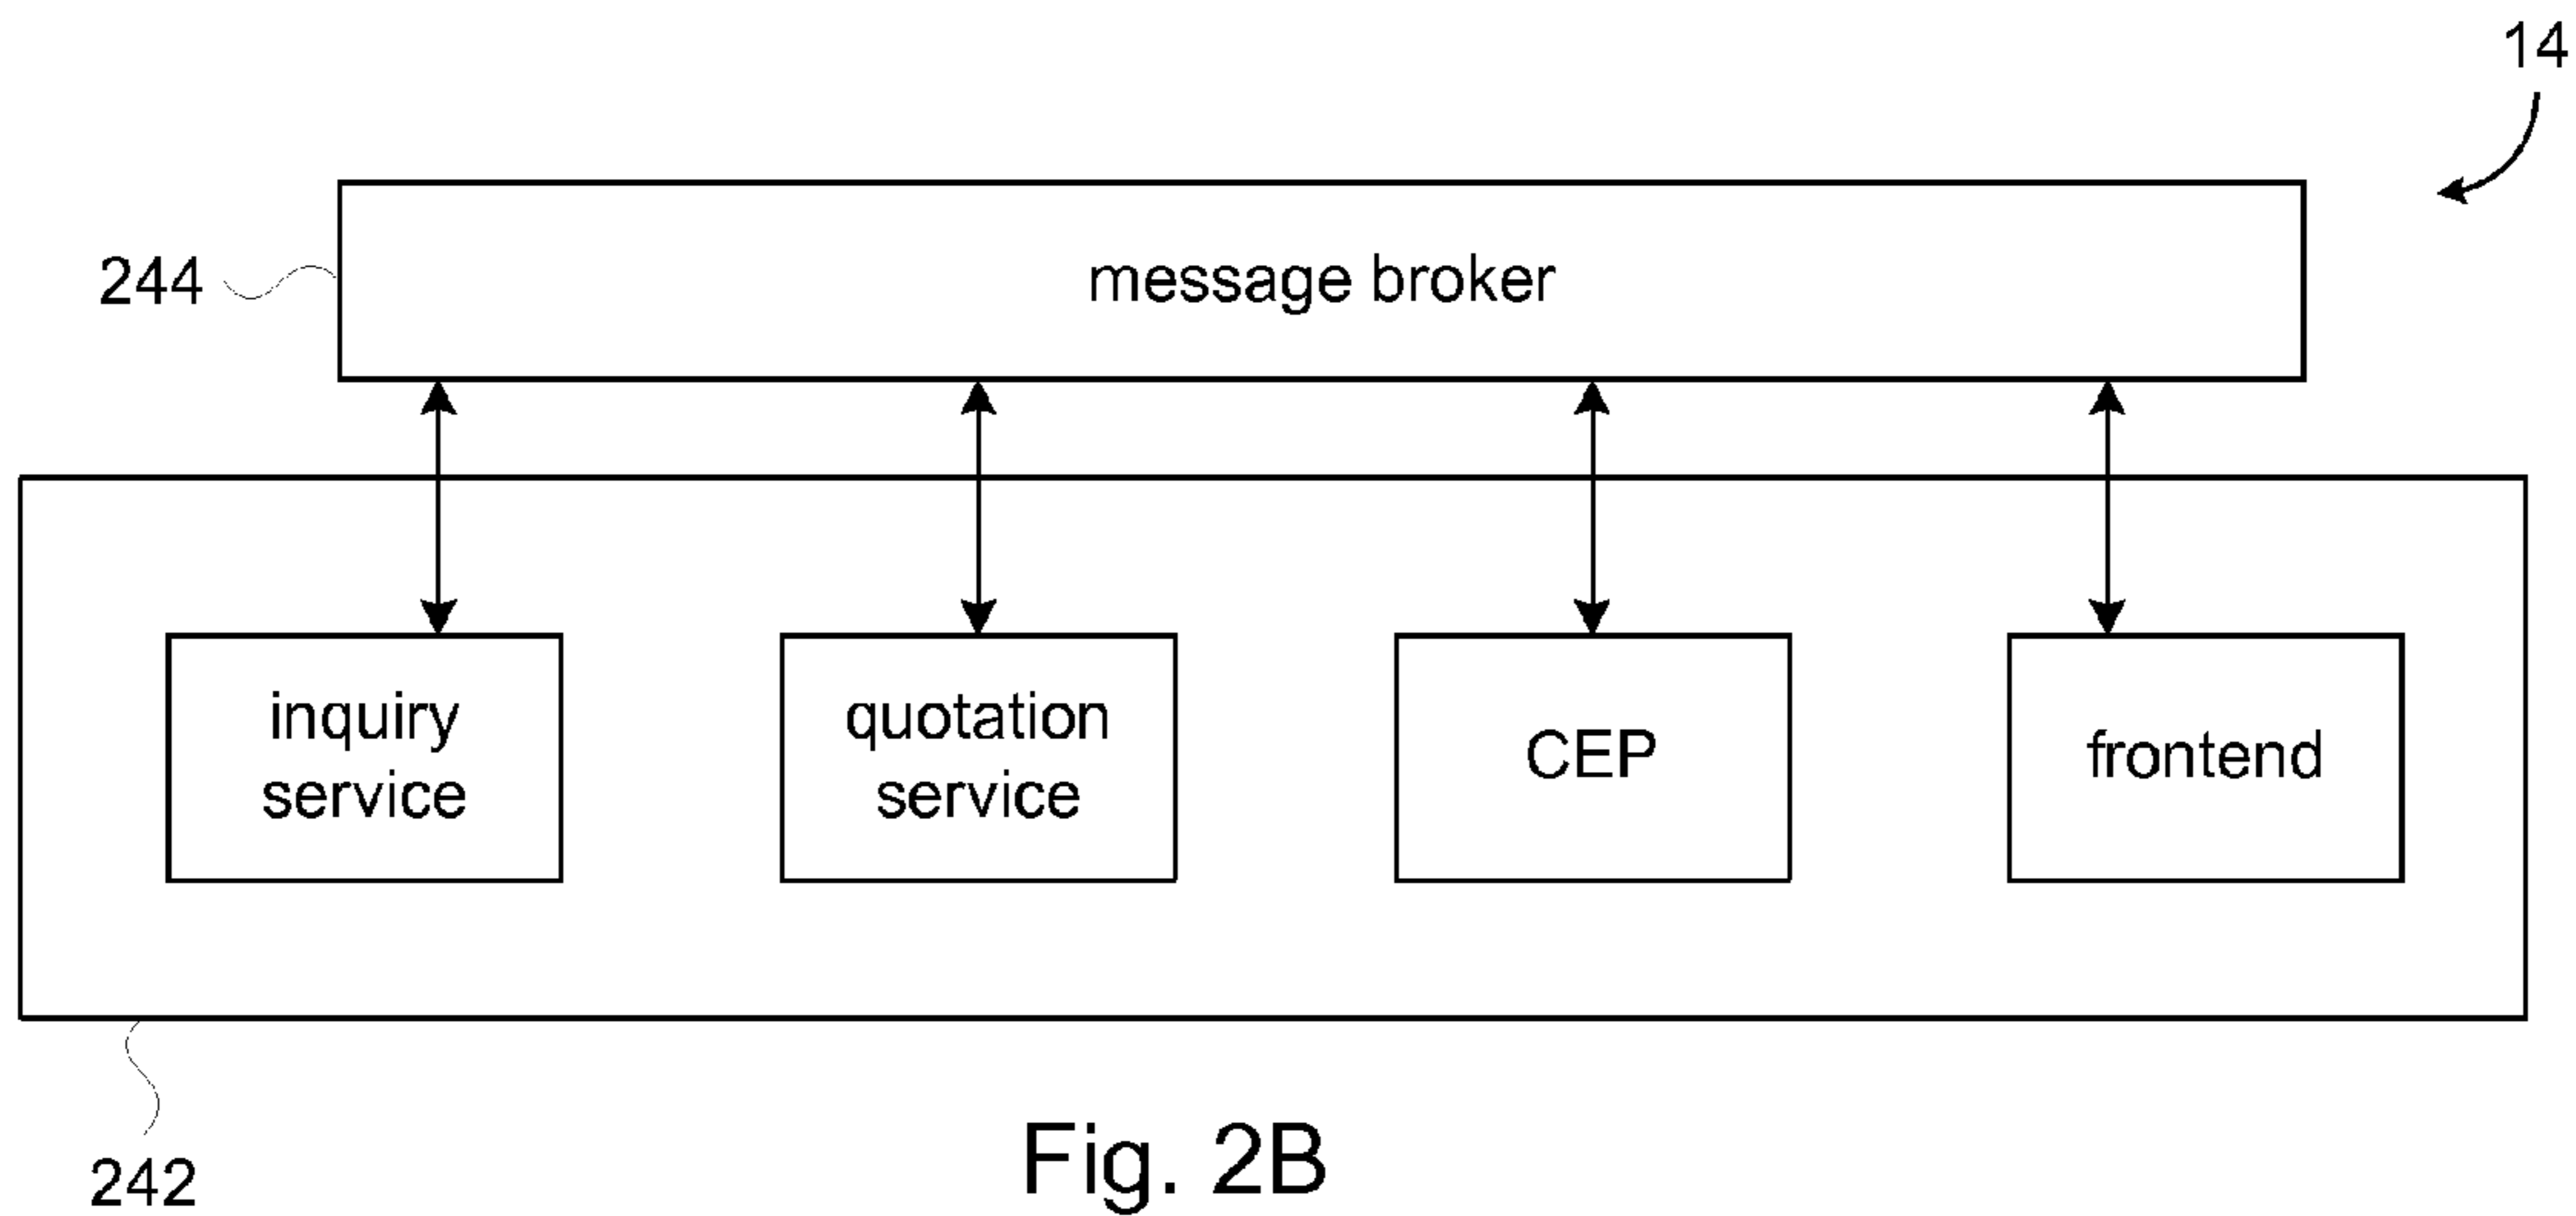 14
244
message broker
inquiry
service
quotation
service
CEP
frontend
242
Fig. 2B